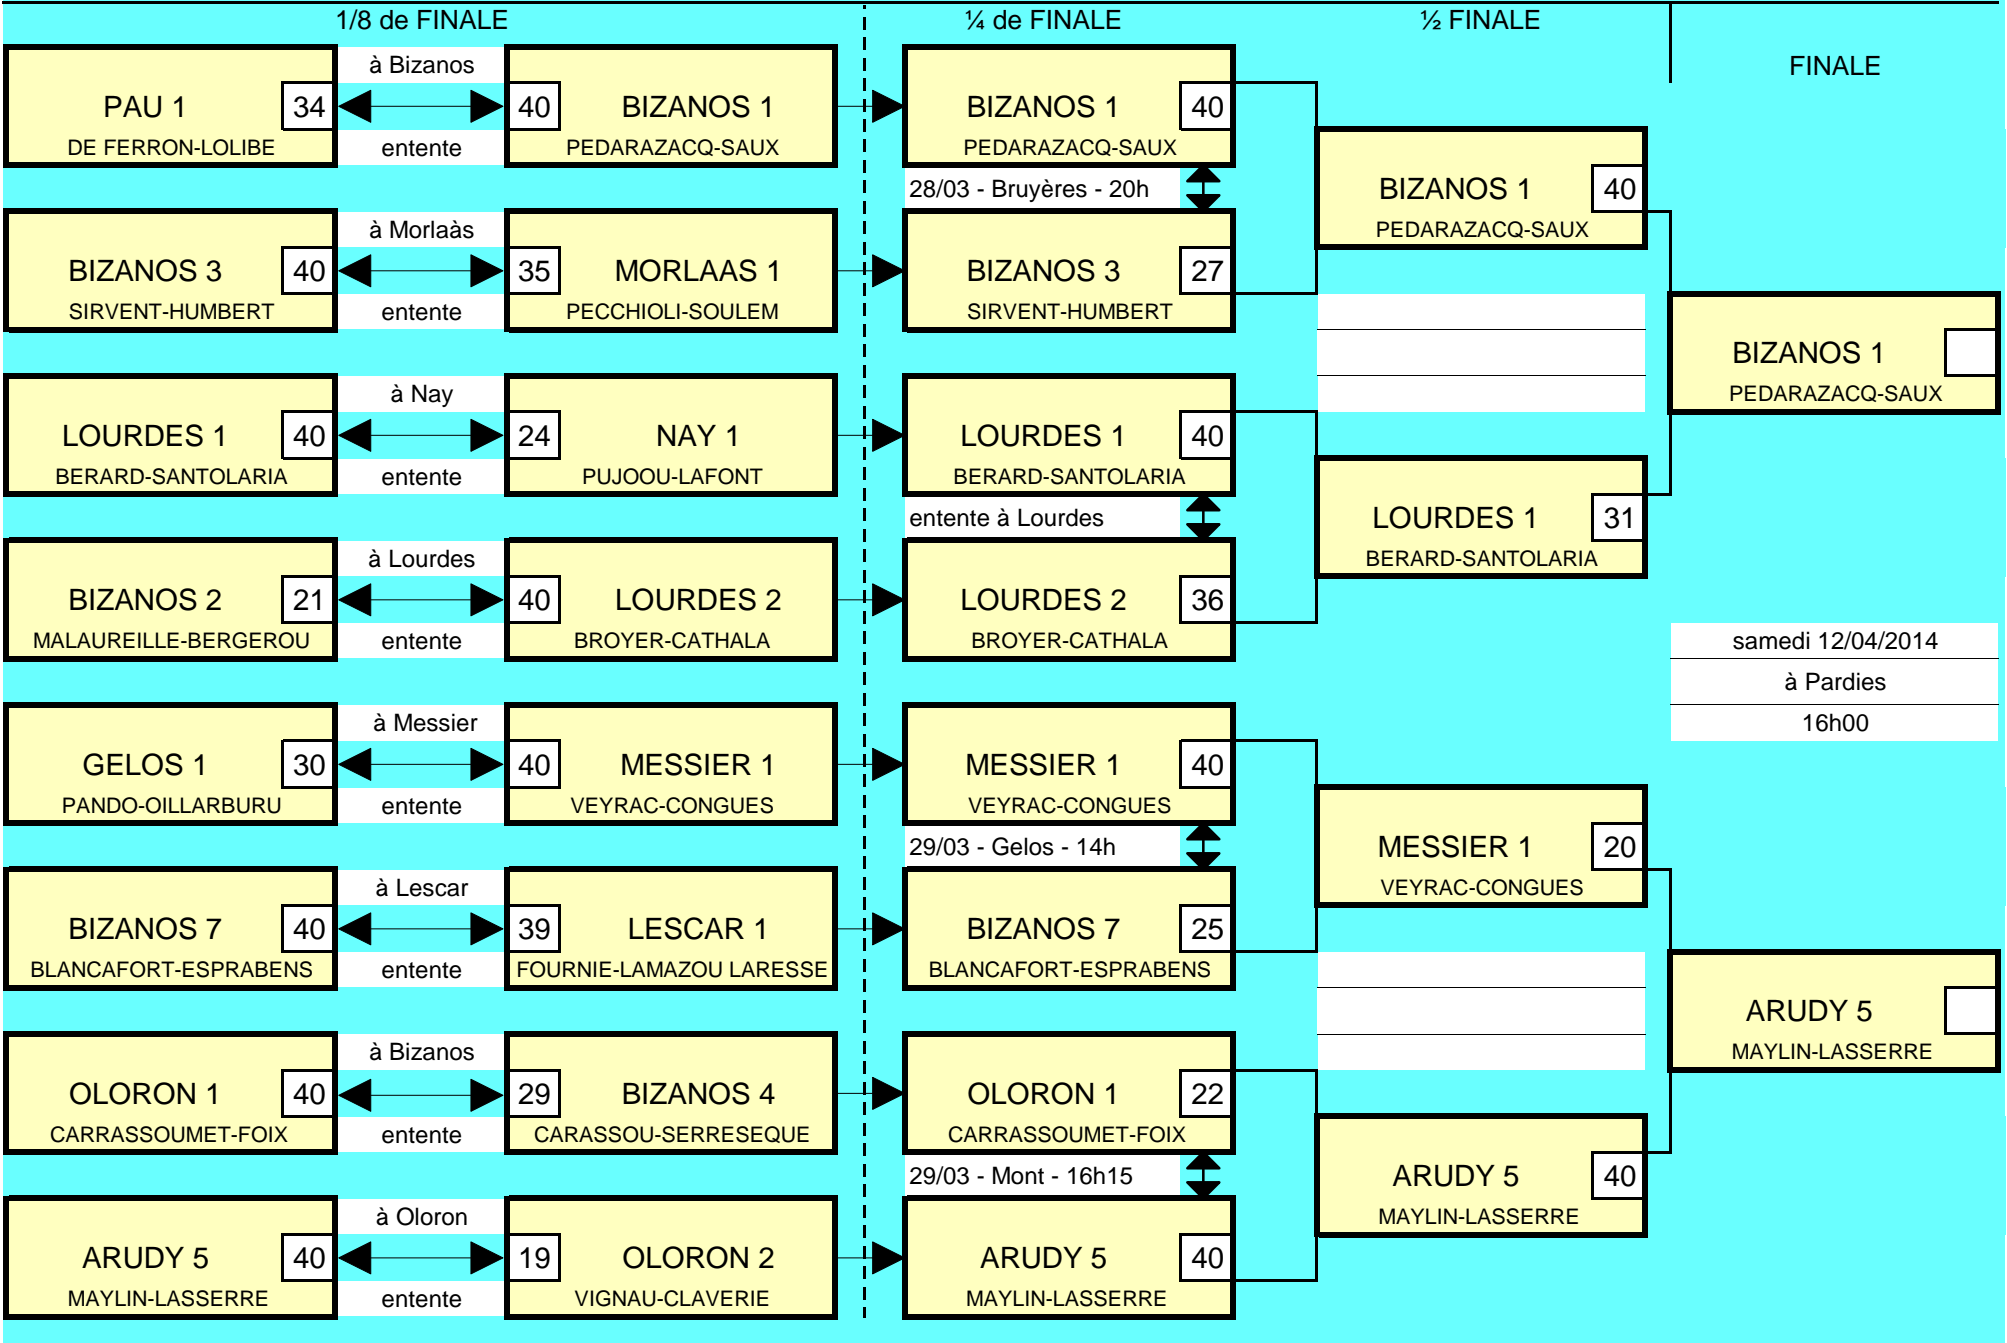 1/8 de FINALE
¼ de FINALE
½ FINALE
FINALE
PAU 1
34
DE FERRON-LOLIBE
à Bizanos
entente
40
BIZANOS 1
PEDARAZACQ-SAUX
BIZANOS 3
40
SIRVENT-HUMBERT
à Morlaàs
entente
35
MORLAAS 1
PECCHIOLI-SOULEM
LOURDES 1
40
BERARD-SANTOLARIA
à Nay
entente
24
NAY 1
PUJOOU-LAFONT
BIZANOS 2
21
MALAUREILLE-BERGEROU
à Lourdes
entente
40
LOURDES 2
BROYER-CATHALA
GELOS 1
30
PANDO-OILLARBURU
à Messier
entente
40
MESSIER 1
VEYRAC-CONGUES
BIZANOS 7
40
BLANCAFORT-ESPRABENS
à Lescar
entente
39
LESCAR 1
FOURNIE-LAMAZOU LARESSE
OLORON 1
40
CARRASSOUMET-FOIX
à Bizanos
entente
29
BIZANOS 4
CARASSOU-SERRESEQUE
ARUDY 5
40
MAYLIN-LASSERRE
à Oloron
entente
19
OLORON 2
VIGNAU-CLAVERIE
BIZANOS 1
40
PEDARAZACQ-SAUX
28/03 - Bruyères - 20h
BIZANOS 3
27
SIRVENT-HUMBERT
LOURDES 1
40
BERARD-SANTOLARIA
entente à Lourdes
LOURDES 2
36
BROYER-CATHALA
MESSIER 1
40
VEYRAC-CONGUES
29/03 - Gelos - 14h
BIZANOS 7
25
BLANCAFORT-ESPRABENS
OLORON 1
22
CARRASSOUMET-FOIX
29/03 - Mont - 16h15
ARUDY 5
40
MAYLIN-LASSERRE
BIZANOS 1
40
PEDARAZACQ-SAUX
LOURDES 1
31
BERARD-SANTOLARIA
MESSIER 1
20
VEYRAC-CONGUES
ARUDY 5
40
MAYLIN-LASSERRE
BIZANOS 1
PEDARAZACQ-SAUX
samedi 12/04/2014
à Pardies
16h00
ARUDY 5
MAYLIN-LASSERRE